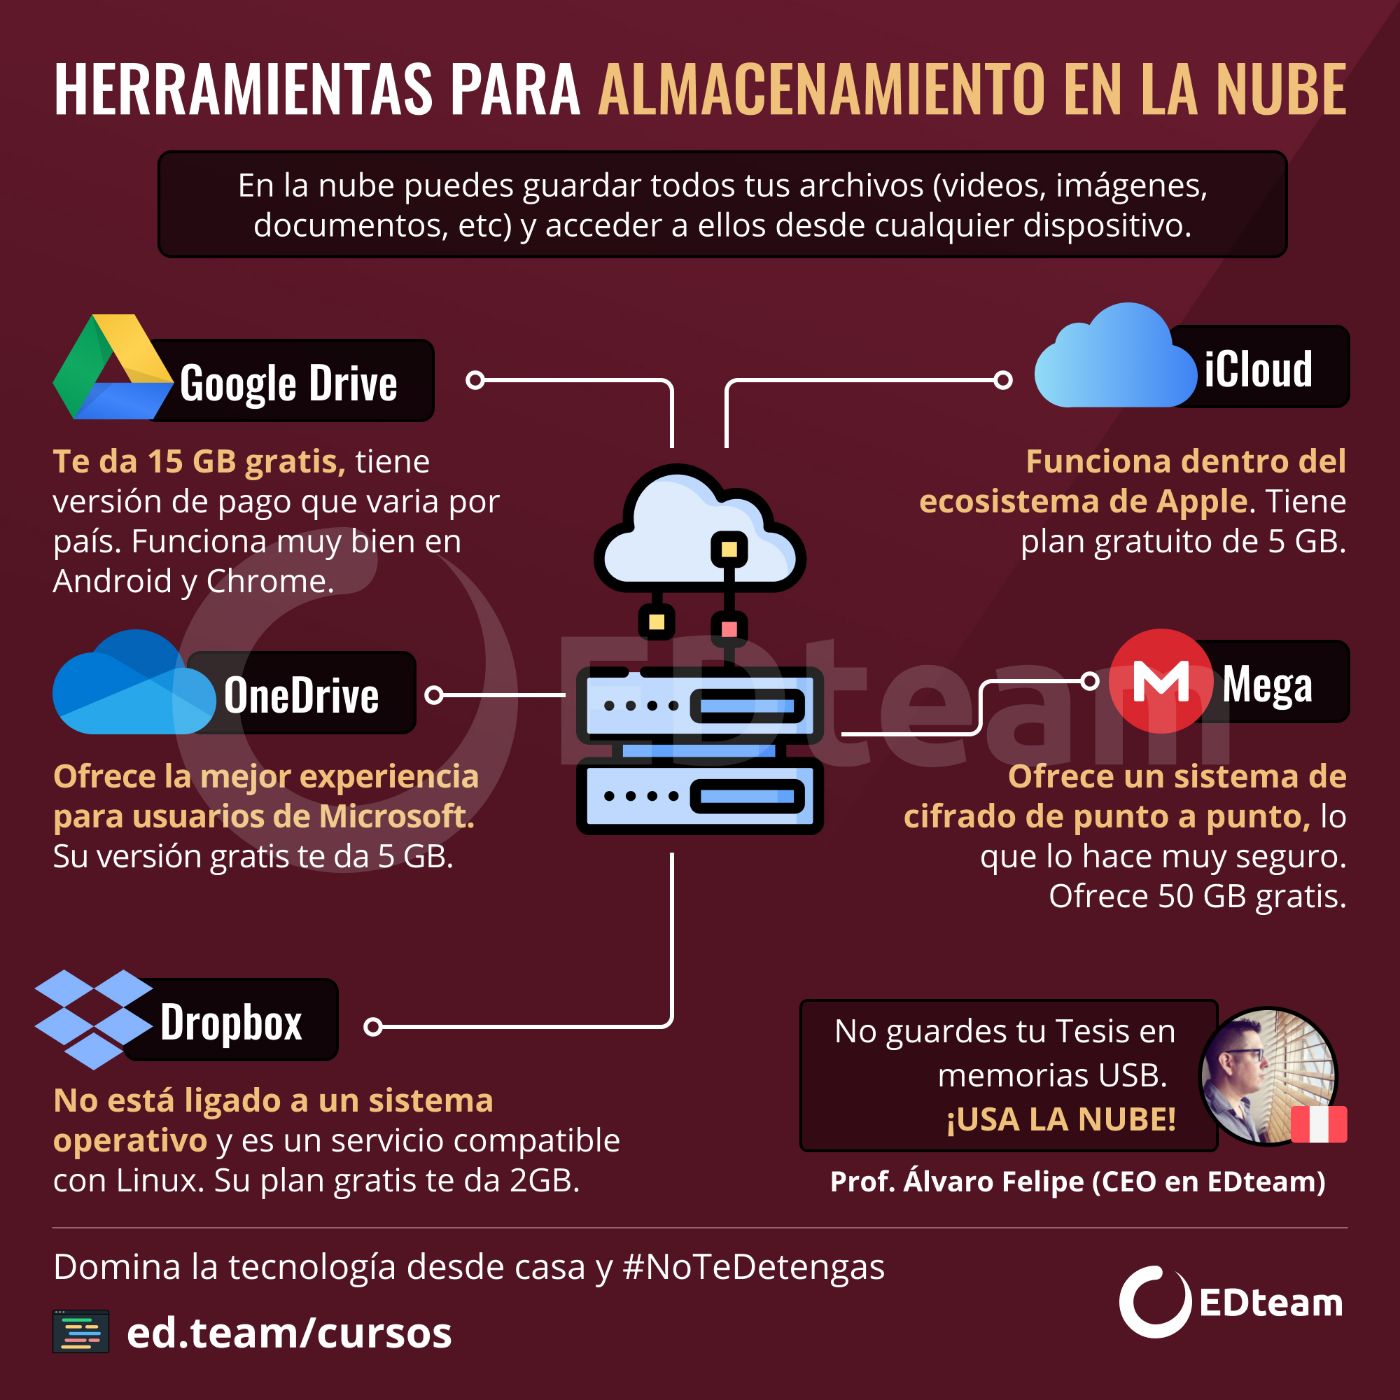 HERRAMIENTAS PARA ALMACENAMIENTO EN LA NUBE
En la nube puedes guardar todos tus archivos (videos, imágenes,
documentos, etc) y acceder a ellos desde cualquier dispositivo.
Google Drive
Te da 15 GB gratis, tiene
versión de pago que varia por
país. Funciona muy bien en
Android y Chrome.
iCloud
Funciona dentro del
ecosistema de Apple. Tiene
plan gratuito de 5 GB.
OneDrive
Ofrece la mejor experiencia
para usuarios de Microsoft.
Su versión gratis te da 5 GB.
EDteam
M
Mega
Ofrece un sistema de
cifrado de punto a punto, lo
que lo hace muy seguro.
Ofrece 50 GB gratis.
Dropbox
No está ligado a un sistema
operativo y es un servicio compatible
con Linux. Su plan gratis te da 2GB.
No guardes tu Tesis en
memorias USB.
¡USA LA NUBE!
Prof. Álvaro Felipe (CEO en EDteam)
Domina la tecnología desde casa y #NoTeDetengas
ed.team/cursos
EDteam